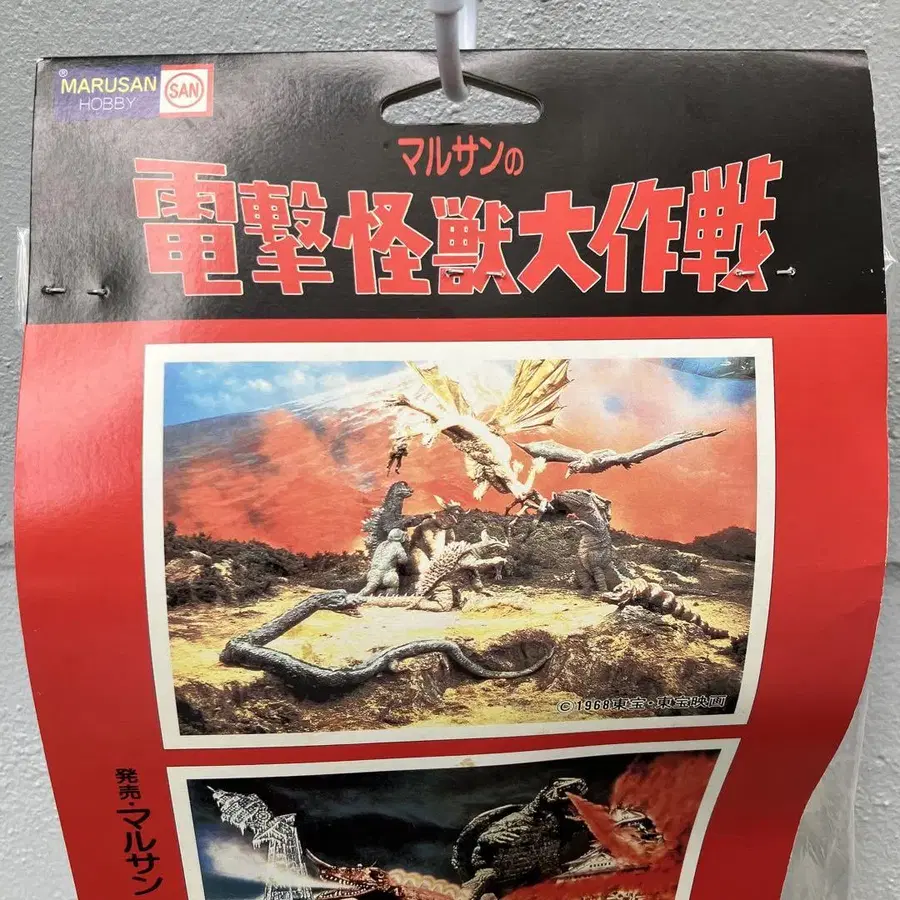 ® MARUSAN
HOBBY
SAN
マルサンの
電撃怪獣大作戦
©1968東宝・東宝映画
発売・マルサン